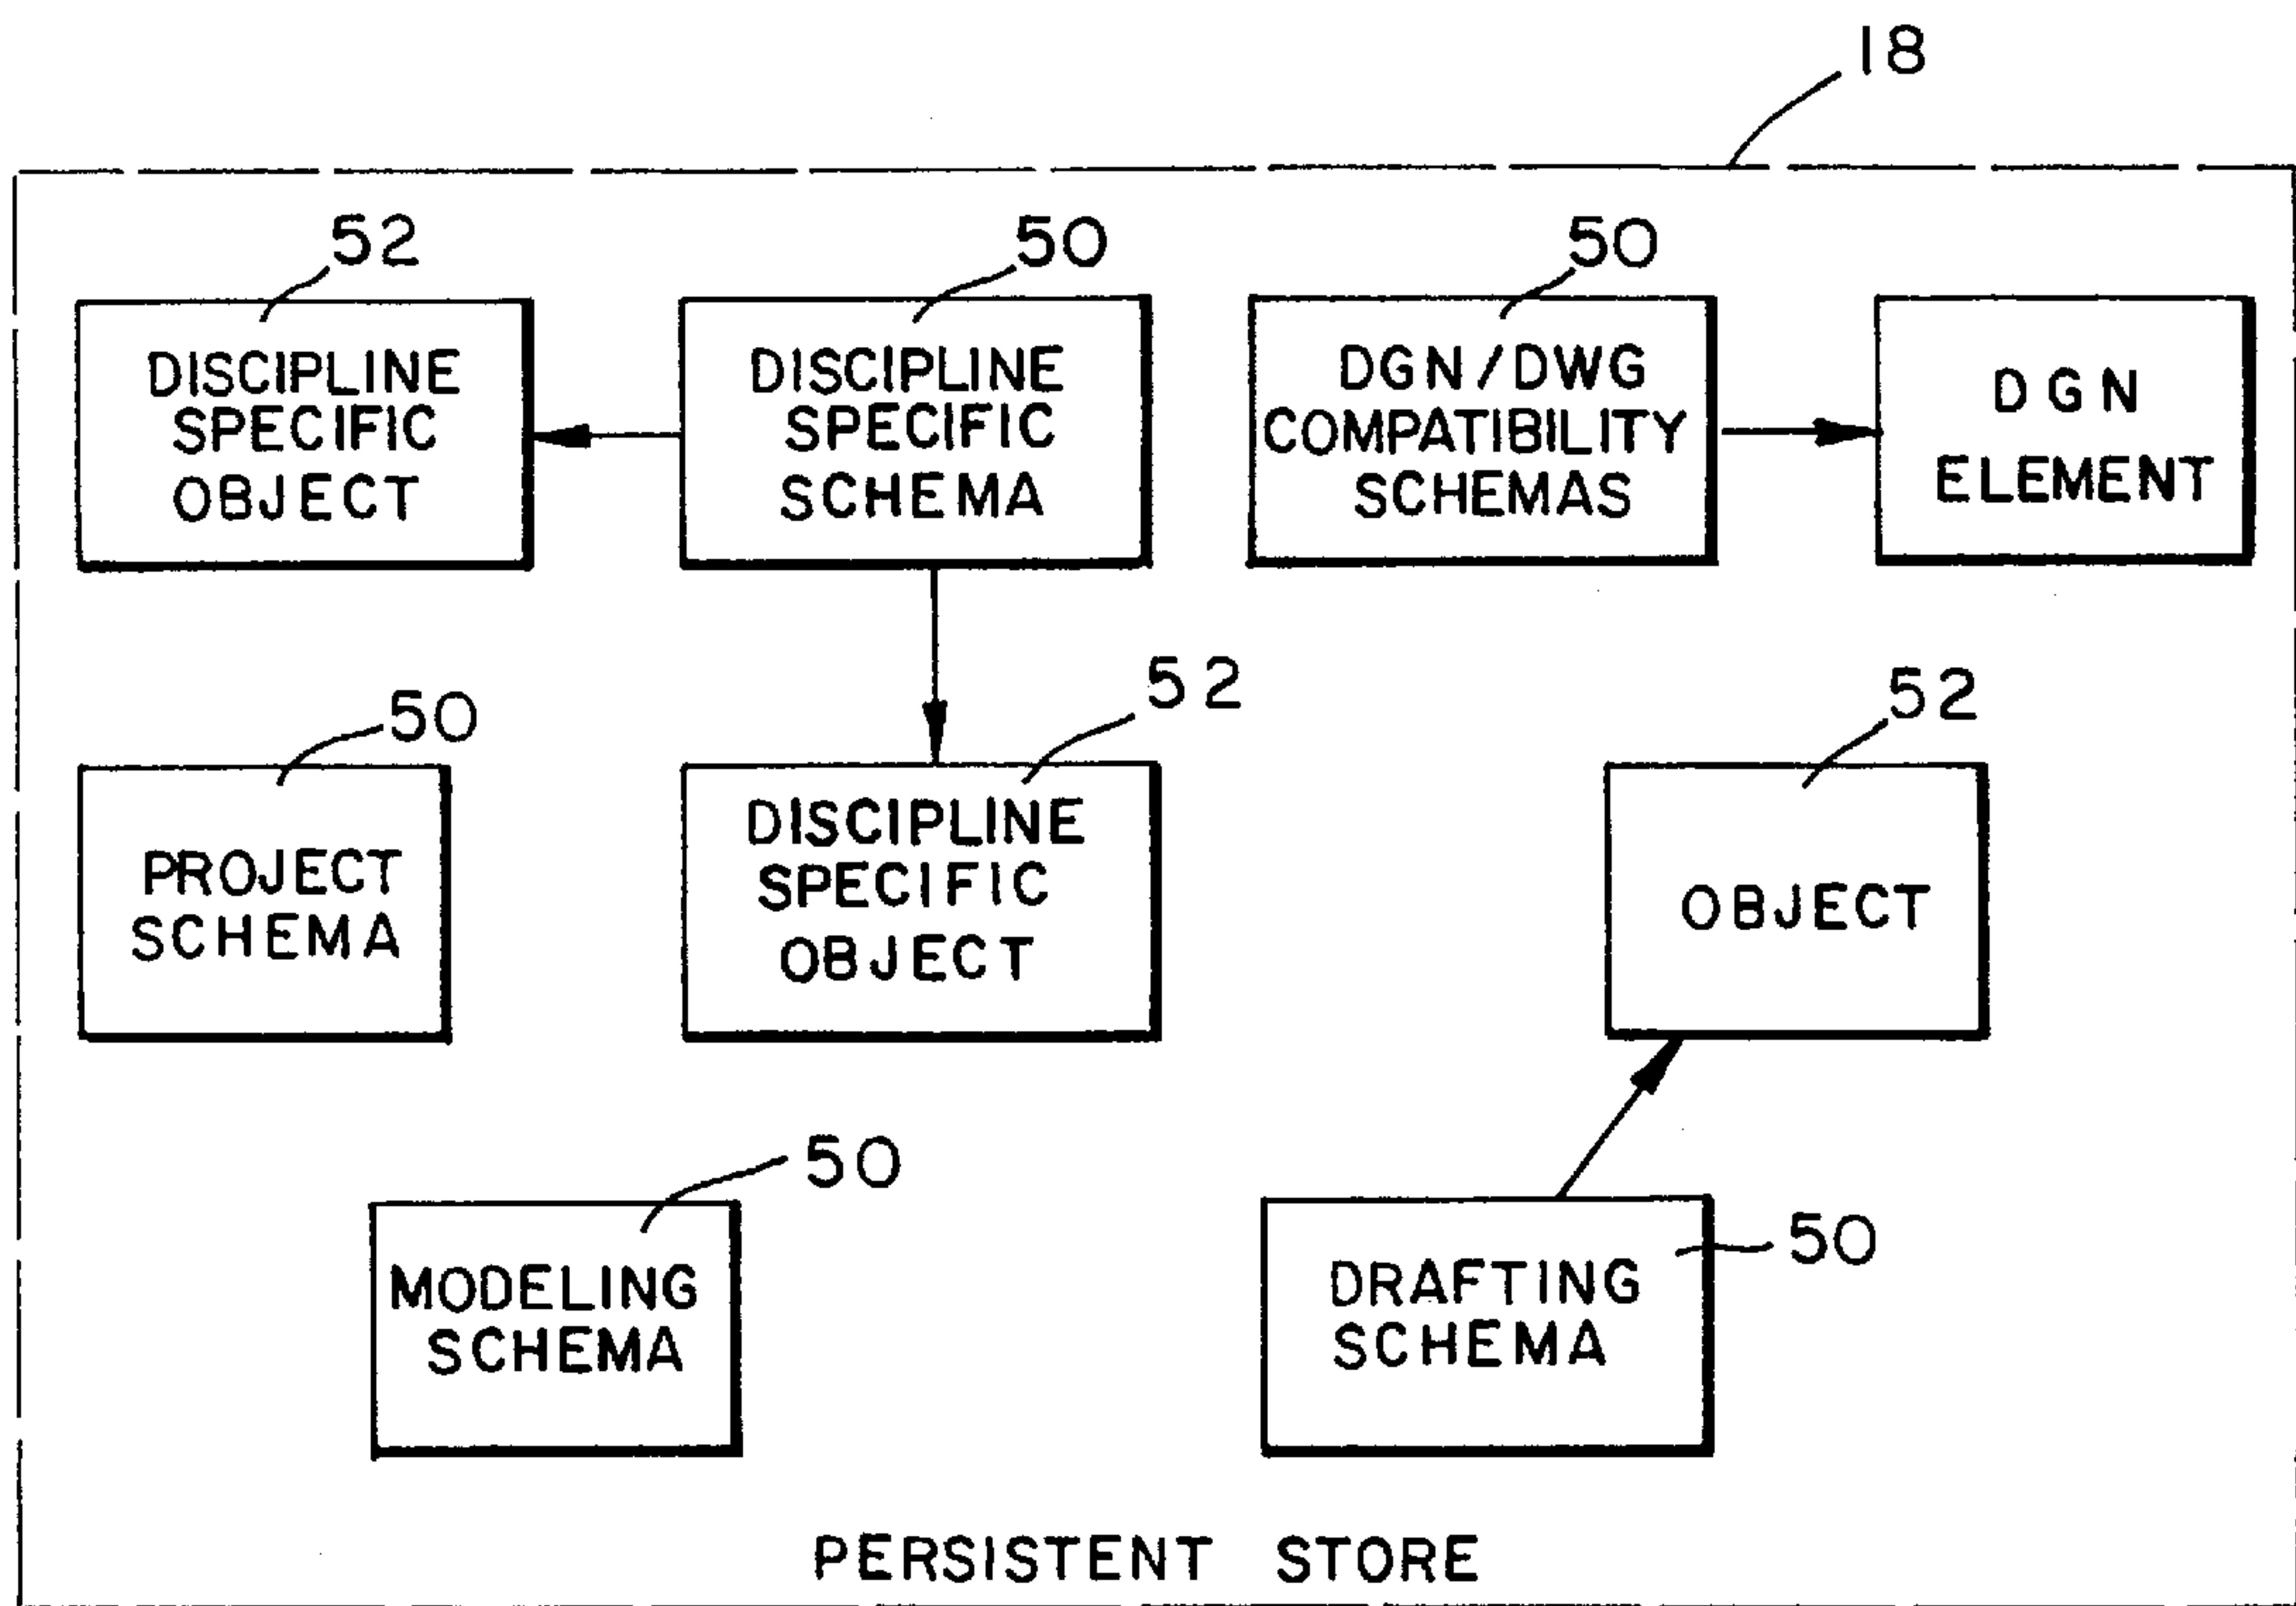 18
52
50
50
DISCIPLINE
SPECIFIC
OBJECT
DISCIPLINE
SPECIFIC
SCHEMA
DGN/DWG
COMPATIBILITY
SCHEMAS
DGN
ELEMENT
50
52
52
PROJECT
SCHEMA
DISCIPLINE
SPECIFIC
OBJECT
OBJECT
50
50
MODELING
SCHEMA
DRAFTING
SCHEMA
PERSISTENT STORE